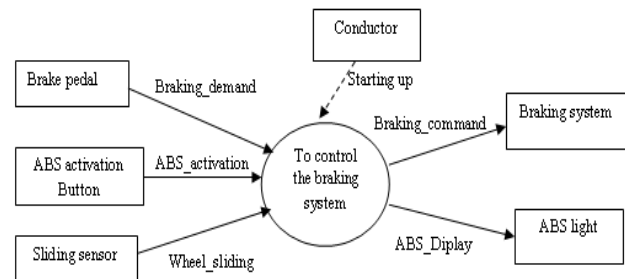 Conductor
Brake pedal
Braking_demand
Starting up
Braking_command
Braking system
ABS activation
Button
ABS_activation
To control
the braking
system
Sliding sensor
Wheel_sliding
ABS_Diplay
ABS light